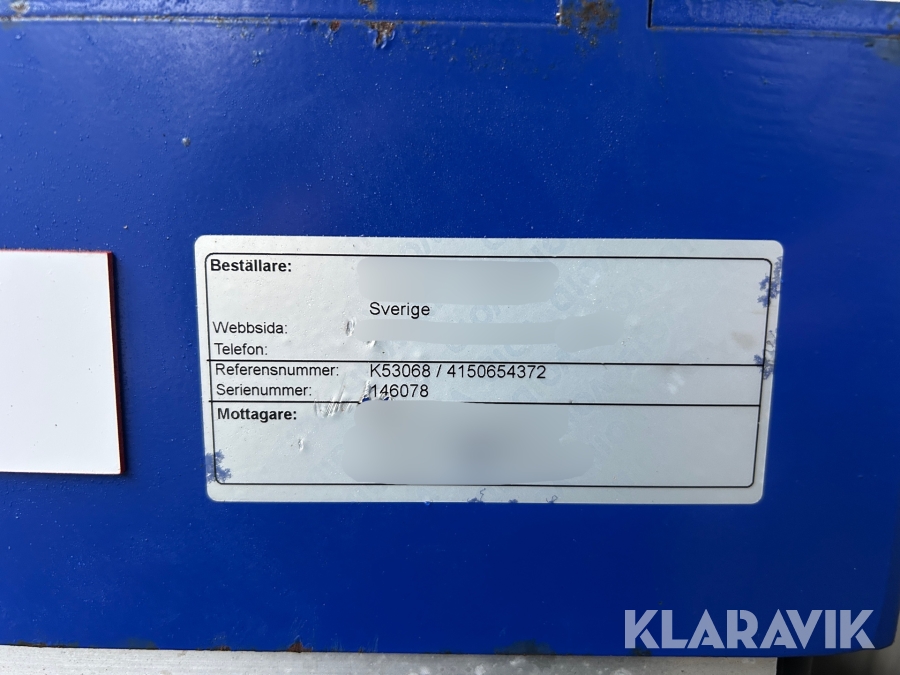 Beställare:
Sverige
Webbsida:
Telefon:
Referensnummer: K53068 / 4150654372
Serienummer: 146078
Mottagare:
KLARAVIK